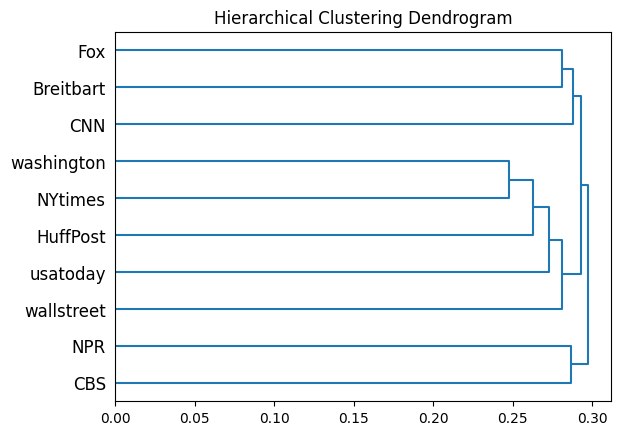 Hierarchical Clustering Dendrogram
Fox
Breitbart
CNN
washington
NYtimes
HuffPost
usatoday
wallstreet
NPR
CBS
0.00 0.05 0.10 0.15 0.20 0.25 0.30